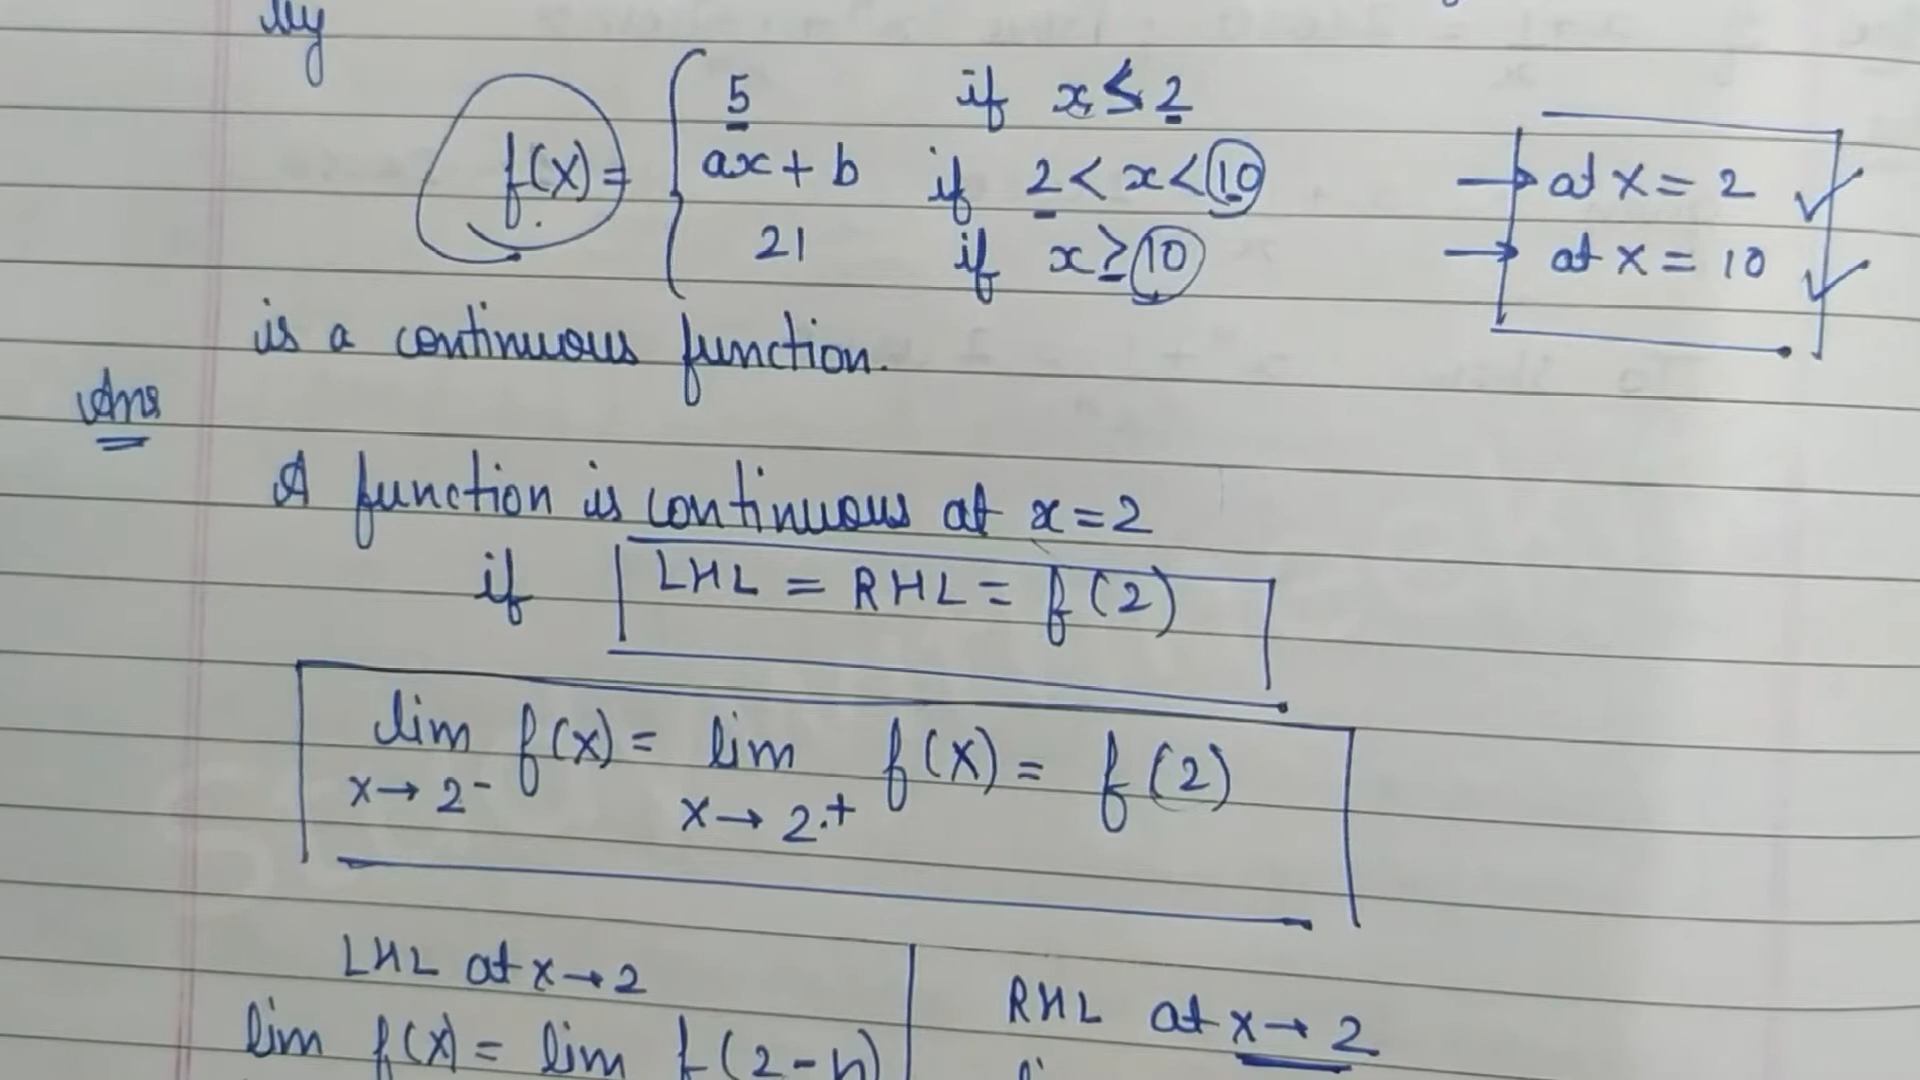 by
f(x) = { 5 if x ≤ 2
ax + b if 2 < x < 10
21 if x ≥ 10
→ at x = 2 ✓
→ at x = 10 ✓
is a continuous function.
Ans
A function is continuous at x = 2
if LHL = RHL = f(2)
lim x→2- f(x) = lim x→2+ f(x) = f(2)
LHL at x→2
lim f(x) = lim f(2-h)
RHL at x→2